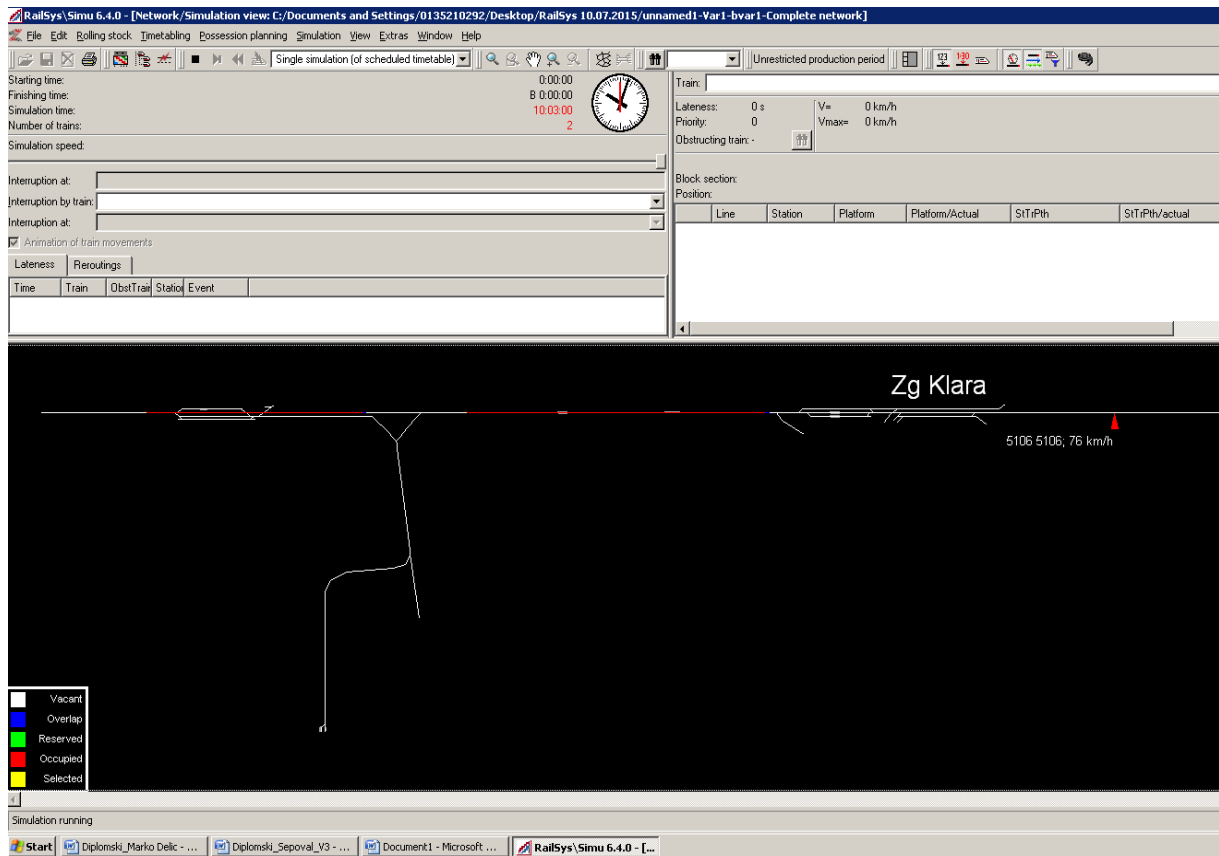 RailSys\Simu 6.4.0 - [Network/Simulation view: C:/Documents and Settings/0135210292/Desktop/RailSys 10.07.2015/unnamed1-Var1-bvar1-Complete network]
File Edit Rolling stock Timetabling Possession planning Simulation View Extras Window Help
Single simulation (of scheduled timetable) Unrestricted production period
Starting time: 0:00:00
Finishing time: B 0:00:00
Simulation time: 10:03:00
Number of trains: 2
Simulation speed:
Interruption at:
Interruption by train:
Interruption at:
Animation of train movements
Lateness Reroutings
Time Train ObstTrain Station Event
Train:
Lateness: 0 s V= 0 km/h
Priority: 0 Vmax= 0 km/h
Obstructing train: -
Block section:
Position:
Line Station Platform Platform/Actual StTrPth StTrPth/actual
Zg Klara
5106 5106; 76 km/h
Vacant
Overlap
Reserved
Occupied
Selected
Simulation running
Start Diplomski_Marko Delic - ... Diplomski_Sepoval_V3 - ... Document1 - Microsoft ... RailSys\Simu 6.4.0 - [...